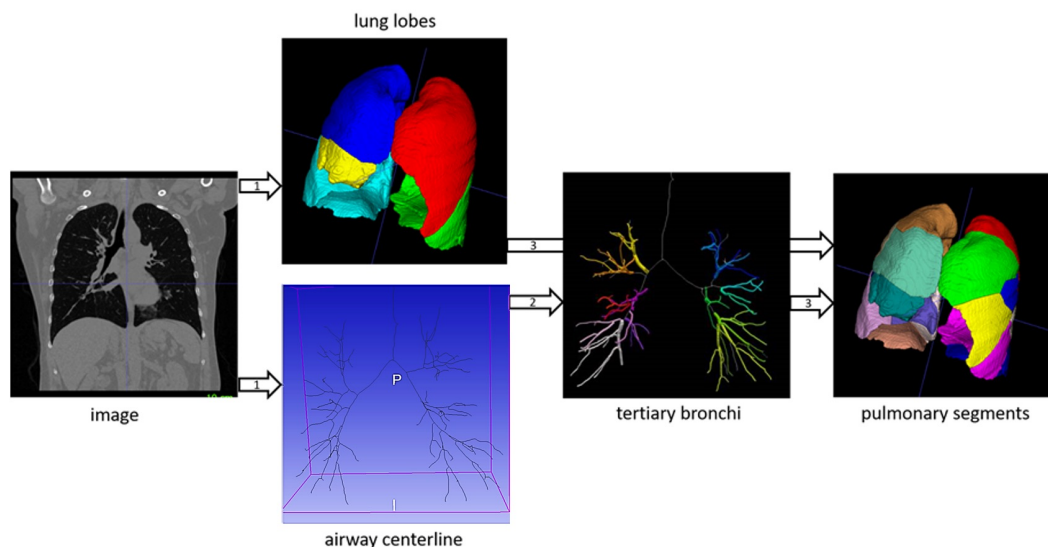 lung lobes
1
3
2
3
1
P
I
image
airway centerline
tertiary bronchi
pulmonary segments